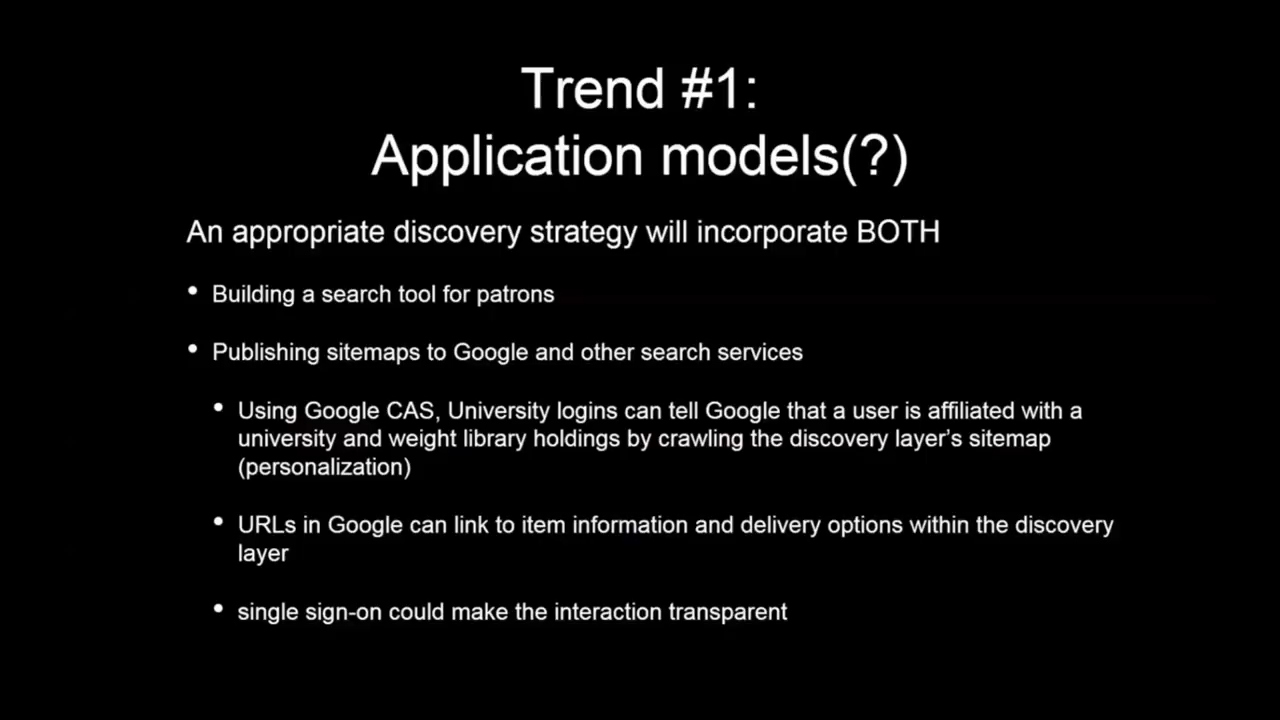 Trend #1:
Application models(?)
An appropriate discovery strategy will incorporate BOTH
• Building a search tool for patrons
• Publishing sitemaps to Google and other search services
• Using Google CAS, University logins can tell Google that a user is affiliated with a
university and weight library holdings by crawling the discovery layer's sitemap
(personalization)
• URLs in Google can link to item information and delivery options within the discovery
layer
• single sign-on could make the interaction transparent